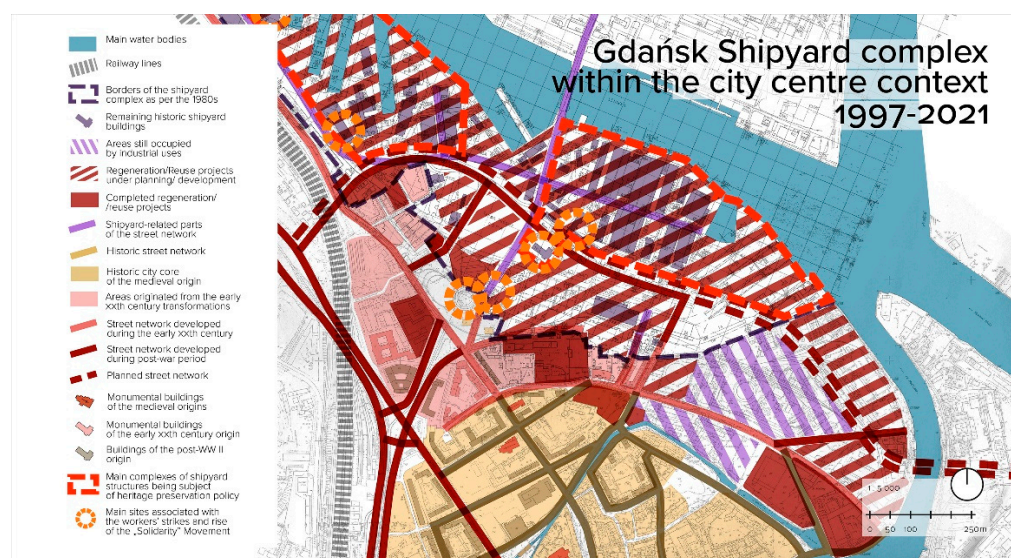 Gdańsk Shipyard complex
within the city centre context
1997-2021
Main water bodies
Railway lines
Borders of the shipyard
complex as per the 1980s
Remaining historic shipyard
buildings
Areas still occupied
by industrial uses
Regeneration/Reuse projects
under planning/ development
Completed regeneration/
/reuse projects
Shipyard-related parts
of the street network
Historic street network
Historic city core
of the medieval origin
Areas originated from the early
xxth century transformations
Street network developed
during the early xxth century
Street network developed
during post-war period
Planned street network
Monumental buildings
of the medieval origins
Monumental buildings
of the early xxth century origin
Buildings of the post-WW II
origin
Main complexes of shipyard
structures being subject
of heritage preservation policy
Main sites associated with
the workers' strikes and rise
of the „Solidarity” Movement
1: 5 000
0 50 100 250m